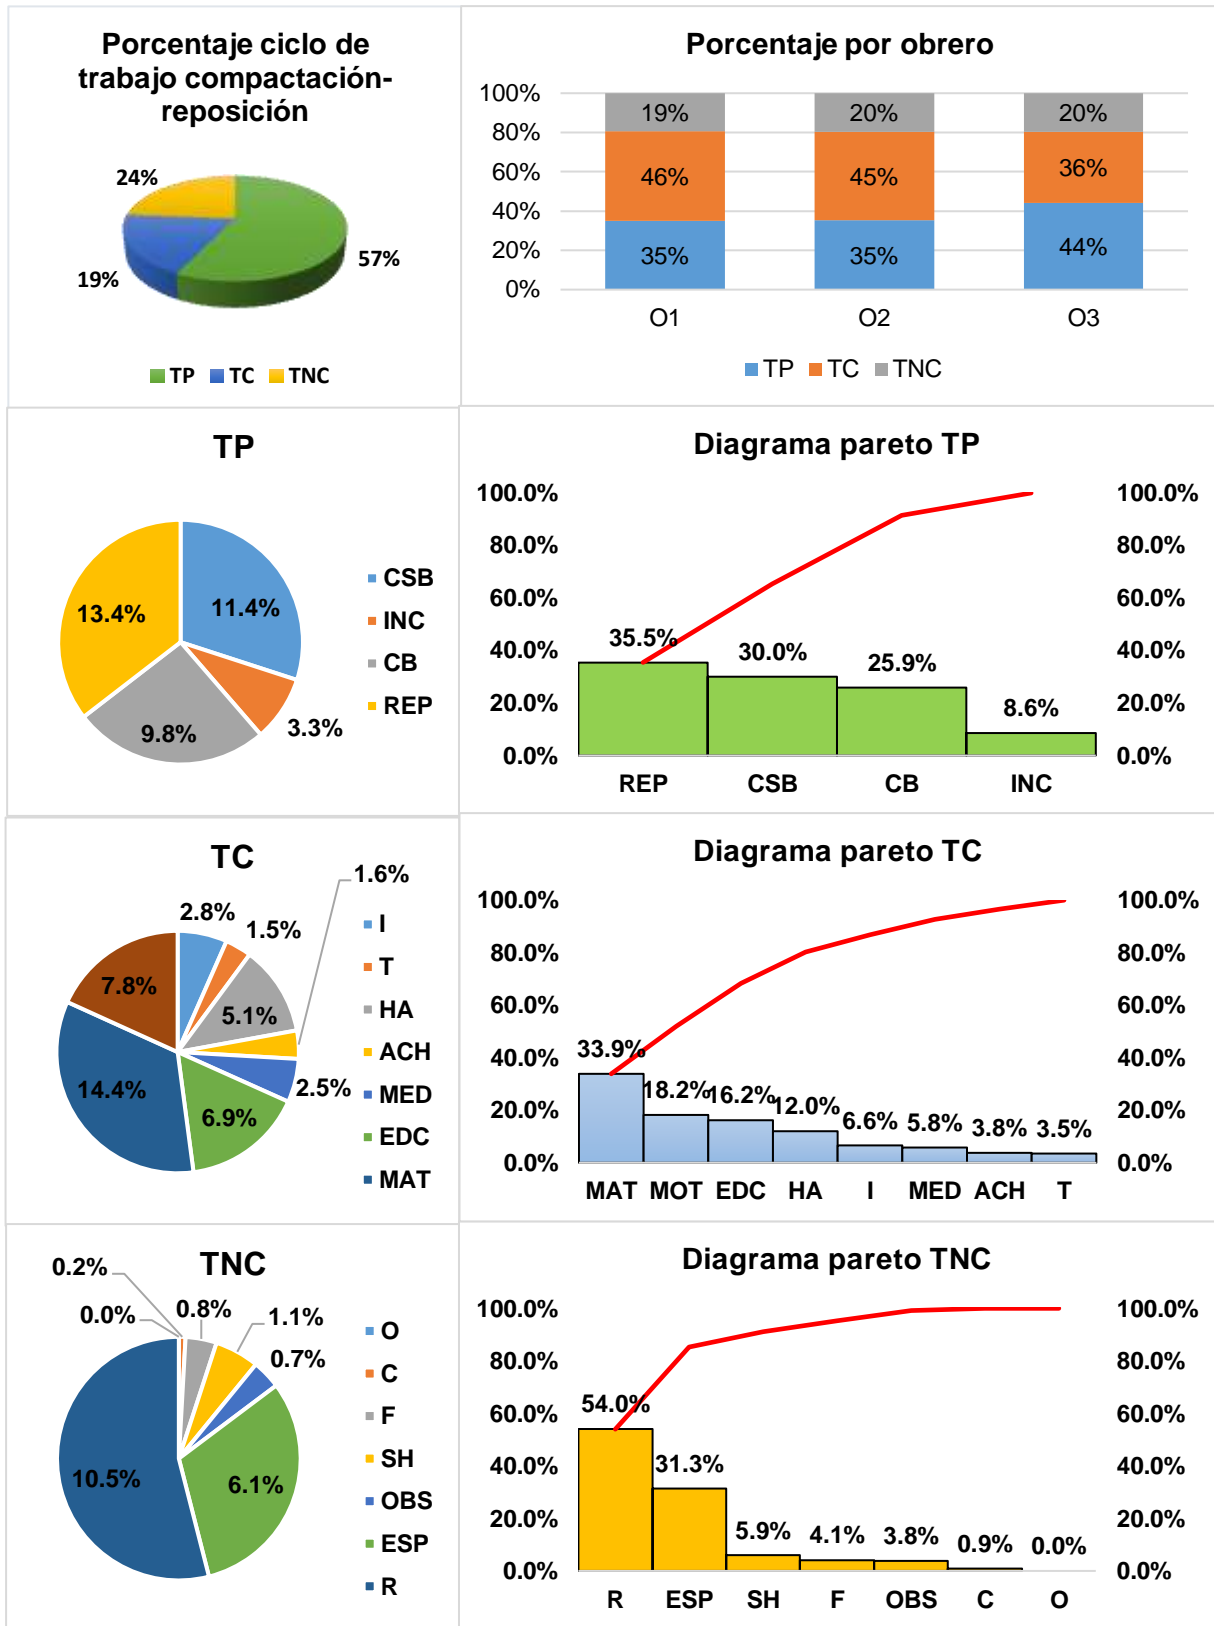 Porcentaje ciclo de
trabajo compactación-
reposición
24%
57%
19%
TP TC TNC
Porcentaje por obrero
100%
80%
60%
40%
20%
0%
19% 20% 20%
46% 45% 36%
35% 35% 44%
O1 O2 O3
TP TC TNC
TP
13.4% 11.4%
9.8% 3.3%
CSB
INC
CB
REP
Diagrama pareto TP
100.0% 100.0%
80.0% 80.0%
60.0% 60.0%
40.0% 40.0%
20.0% 20.0%
0.0% 0.0%
35.5% 30.0% 25.9% 8.6%
REP CSB CB INC
TC
1.6%
2.8% 1.5%
7.8% 5.1%
14.4% 6.9% 2.5%
I
T
HA
ACH
MED
EDC
MAT
Diagrama pareto TC
100.0% 100.0%
80.0% 80.0%
60.0% 60.0%
40.0% 40.0%
20.0% 20.0%
0.0% 0.0%
33.9% 18.2% 16.2% 12.0% 6.6% 5.8% 3.8% 3.5%
MAT MOT EDC HA I MED ACH T
TNC
0.2%
0.0% 0.8% 1.1%
0.7%
10.5% 6.1%
O
C
F
SH
OBS
ESP
R
Diagrama pareto TNC
100.0% 100.0%
80.0% 80.0%
60.0% 60.0%
40.0% 40.0%
20.0% 20.0%
0.0% 0.0%
54.0% 31.3% 5.9% 4.1% 3.8% 0.9% 0.0%
R ESP SH F OBS C O